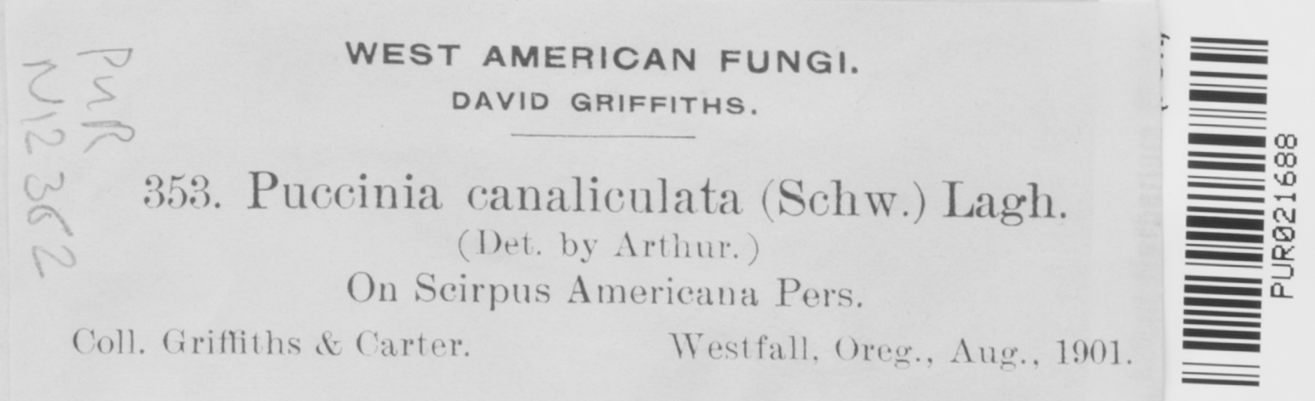 WEST AMERICAN FUNGI.
DAVID GRIFFITHS.
353. Puccinia canaliculata (Schw.) Lagh.
(Det. by Arthur.)
On Scirpus Americana Pers.
Coll. Griffiths & Carter. Westfall, Oreg., Aug., 1901.
PUR
N12362
PUR021688